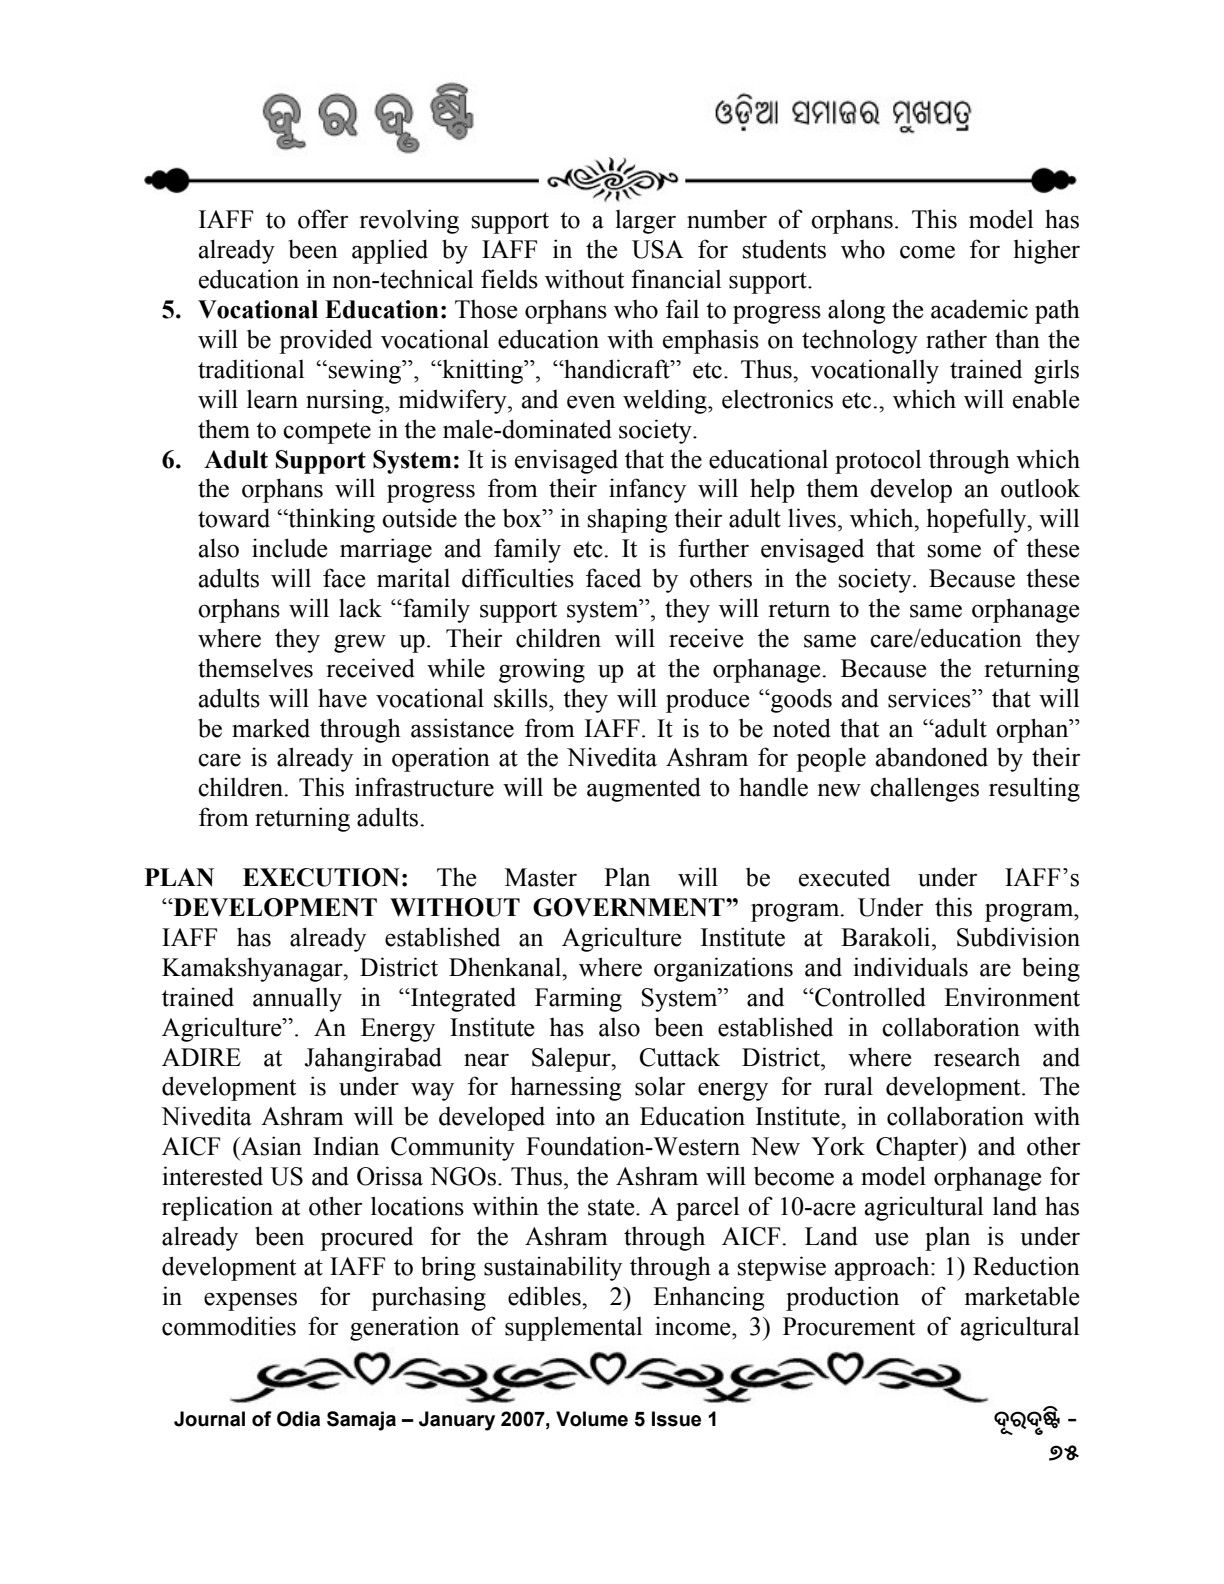 ଦୂରଦୃଷ୍ଟି ଓଡ଼ିଆ ସମାଜର ମୁଖପତ୍ର
IAFF to offer revolving support to a larger number of orphans. This model has
already been applied by IAFF in the USA for students who come for higher
education in non-technical fields without financial support.
5. Vocational Education: Those orphans who fail to progress along the academic path
will be provided vocational education with emphasis on technology rather than the
traditional “sewing”, “knitting”, “handicraft” etc. Thus, vocationally trained girls
will learn nursing, midwifery, and even welding, electronics etc., which will enable
them to compete in the male-dominated society.
6. Adult Support System: It is envisaged that the educational protocol through which
the orphans will progress from their infancy will help them develop an outlook
toward “thinking outside the box” in shaping their adult lives, which, hopefully, will
also include marriage and family etc. It is further envisaged that some of these
adults will face marital difficulties faced by others in the society. Because these
orphans will lack “family support system”, they will return to the same orphanage
where they grew up. Their children will receive the same care/education they
themselves received while growing up at the orphanage. Because the returning
adults will have vocational skills, they will produce “goods and services” that will
be marked through assistance from IAFF. It is to be noted that an “adult orphan”
care is already in operation at the Nivedita Ashram for people abandoned by their
children. This infrastructure will be augmented to handle new challenges resulting
from returning adults.
PLAN EXECUTION: The Master Plan will be executed under IAFF’s
“DEVELOPMENT WITHOUT GOVERNMENT” program. Under this program,
IAFF has already established an Agriculture Institute at Barakoli, Subdivision
Kamakshyanagar, District Dhenkanal, where organizations and individuals are being
trained annually in “Integrated Farming System” and “Controlled Environment
Agriculture”. An Energy Institute has also been established in collaboration with
ADIRE at Jahangirabad near Salepur, Cuttack District, where research and
development is under way for harnessing solar energy for rural development. The
Nivedita Ashram will be developed into an Education Institute, in collaboration with
AICF (Asian Indian Community Foundation-Western New York Chapter) and other
interested US and Orissa NGOs. Thus, the Ashram will become a model orphanage for
replication at other locations within the state. A parcel of 10-acre agricultural land has
already been procured for the Ashram through AICF. Land use plan is under
development at IAFF to bring sustainability through a stepwise approach: 1) Reduction
in expenses for purchasing edibles, 2) Enhancing production of marketable
commodities for generation of supplemental income, 3) Procurement of agricultural
Journal of Odia Samaja – January 2007, Volume 5 Issue 1 ଦୂରଦୃଷ୍ଟି -
୭୫